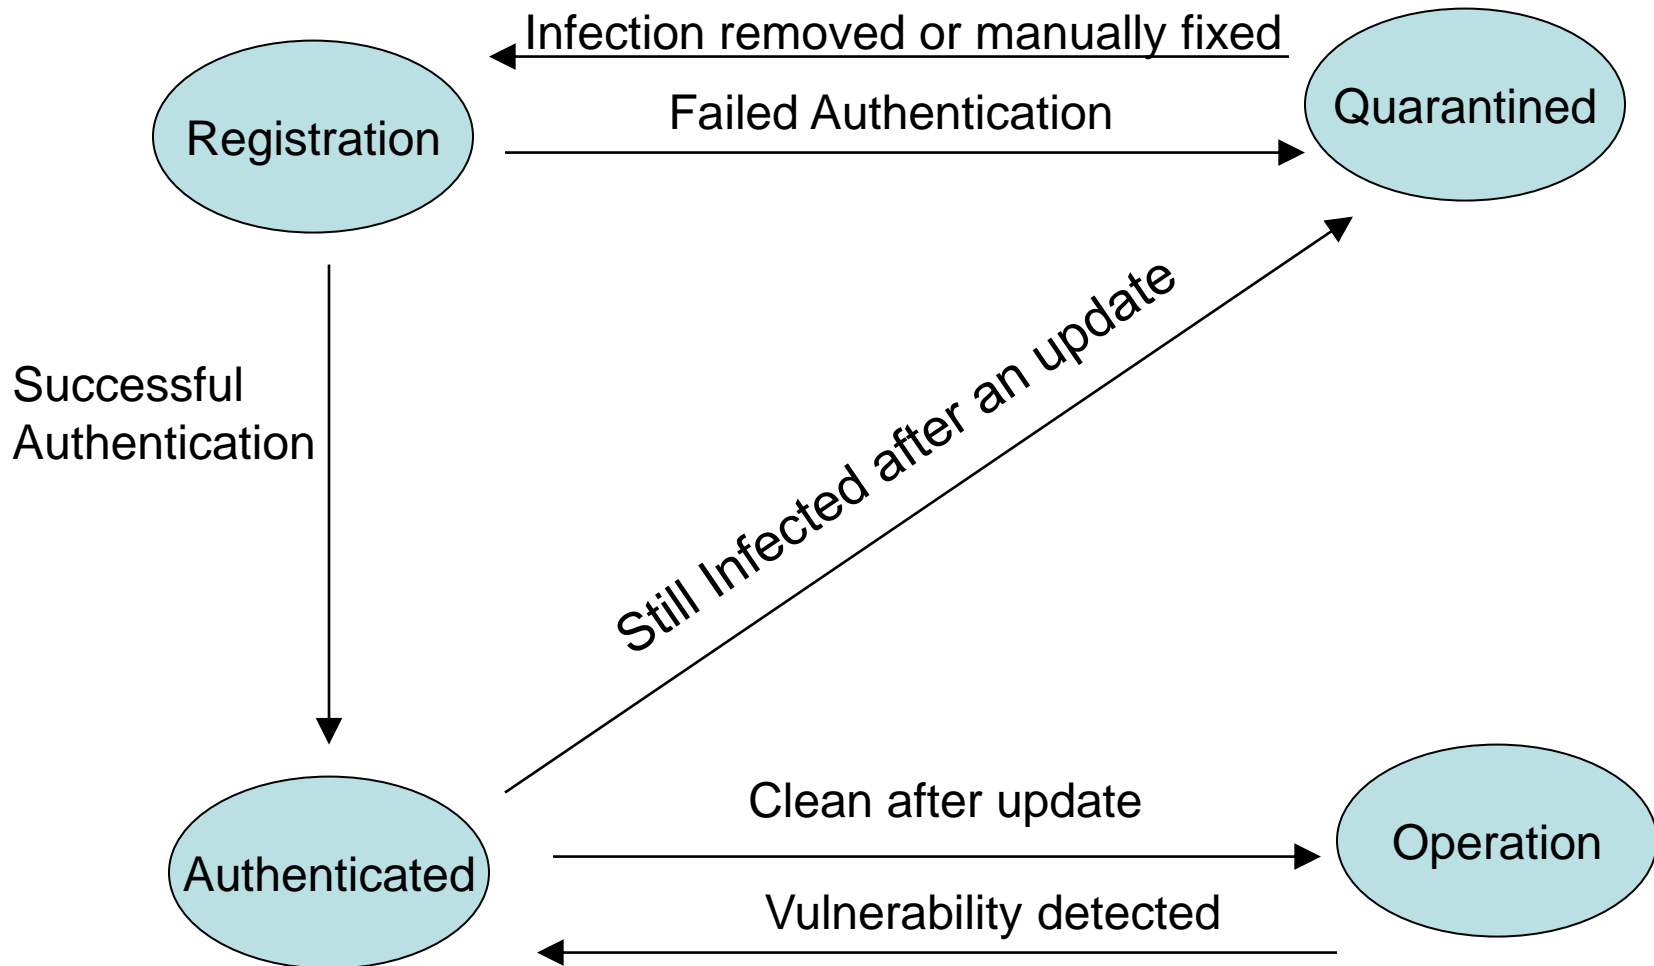 Infection removed or manually fixed
Registration
Failed Authentication
Quarantined
Successful
Authentication
Still Infected after an update
Authenticated
Clean after update
Operation
Vulnerability detected